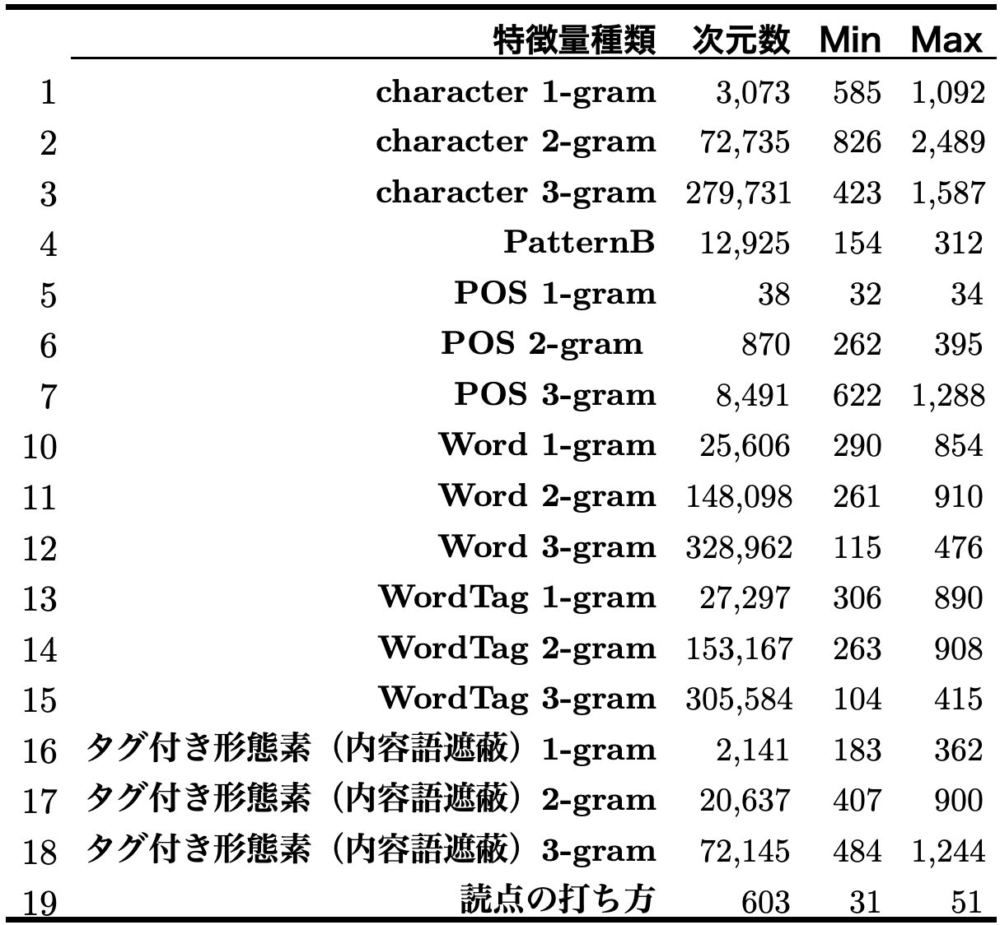 特徴量種類 次元数 Min Max
1 character 1-gram 3,073 585 1,092
2 character 2-gram 72,735 826 2,489
3 character 3-gram 279,731 423 1,587
4 PatternB 12,925 154 312
5 POS 1-gram 38 32 34
6 POS 2-gram 870 262 395
7 POS 3-gram 8,491 622 1,288
10 Word 1-gram 25,606 290 854
11 Word 2-gram 148,098 261 910
12 Word 3-gram 328,962 115 476
13 WordTag 1-gram 27,297 306 890
14 WordTag 2-gram 153,167 263 908
15 WordTag 3-gram 305,584 104 415
16 タグ付き形態素（内容語遮蔽）1-gram 2,141 183 362
17 タグ付き形態素（内容語遮蔽）2-gram 20,637 407 900
18 タグ付き形態素（内容語遮蔽）3-gram 72,145 484 1,244
19 読点の打ち方 603 31 51